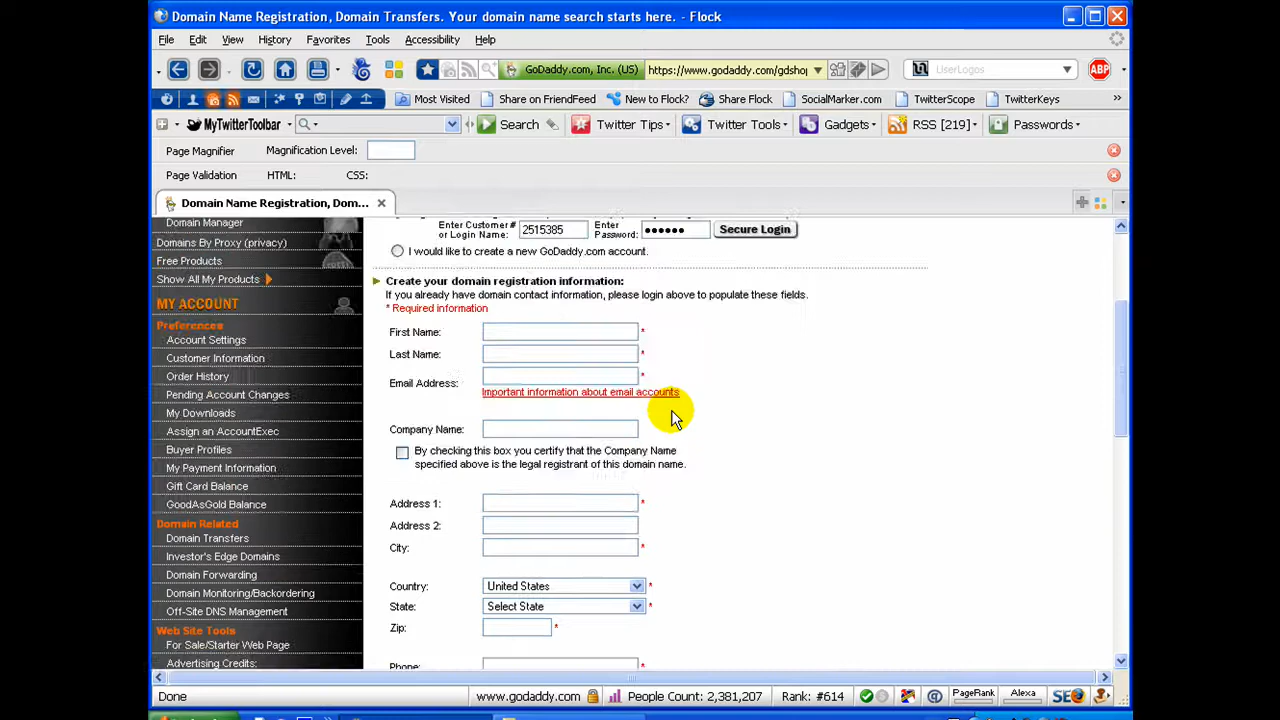 Domain Name Registration, Domain Transfers. Your domain name search starts here. - Flock
File Edit View History Favorites Tools Accessibility Help
GoDaddy.com, Inc. (US) https://www.godaddy.com/gdshop UserLogos ABP
Most Visited Share on FriendFeed New to Flock? Share Flock SocialMarker.com TwitterScope TwitterKeys
MyTwitterToolbar Search Twitter Tips Twitter Tools Gadgets RSS [219] Passwords
Page Magnifier Magnification Level:
Page Validation HTML: CSS:
Domain Name Registration, Dom...
Domain Manager
Domains By Proxy (privacy)
Free Products
Show All My Products
MY ACCOUNT
Preferences
Account Settings
Customer Information
Order History
Pending Account Changes
My Downloads
Assign an AccountExec
Buyer Profiles
My Payment Information
Gift Card Balance
GoodAsGold Balance
Domain Related
Domain Transfers
Investor's Edge Domains
Domain Forwarding
Domain Monitoring/Backordering
Off-Site DNS Management
Web Site Tools
For Sale/Starter Web Page
Advertising Credits:
Enter Customer # or Login Name: 2515385 Enter Password: ●●●●●● Secure Login
I would like to create a new GoDaddy.com account.
Create your domain registration information:
If you already have domain contact information, please login above to populate these fields.
* Required information
First Name: *
Last Name: *
Email Address: *
Important information about email accounts
Company Name:
By checking this box you certify that the Company Name
specified above is the legal registrant of this domain name.
Address 1: *
Address 2:
City: *
Country: United States *
State: Select State *
Zip: *
Phone: *
Done www.godaddy.com People Count: 2,381,207 Rank: #614 PageRank Alexa SEO